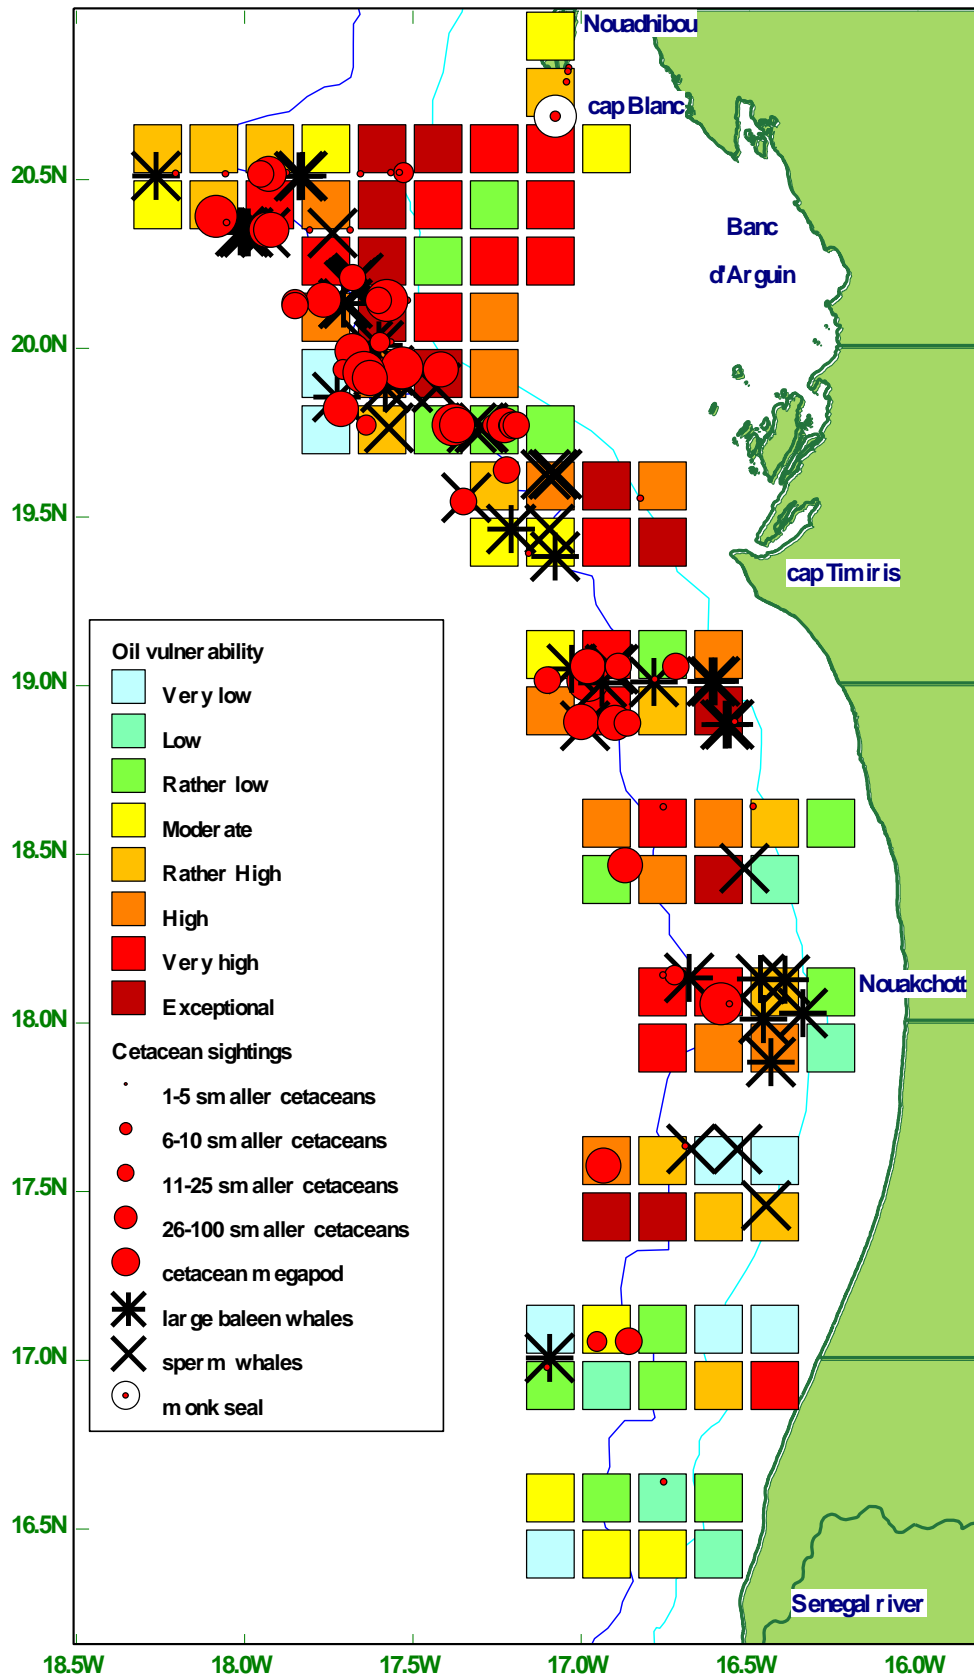 Nouadhibou
cap Blanc
20.5N
Banc
d'Arguin
20.0N
19.5N
cap Timiris
Oil vulnerability
Very low
19.0N
Low
Rather low
Moderate
Rather High
18.5N
High
Very high
Nouakchott
Exceptional
18.0N
Cetacean sightings
1-5 smaller cetaceans
6-10 smaller cetaceans
11-25 smaller cetaceans
17.5N
26-100 smaller cetaceans
cetacean megapod
large baleen whales
sperm whales
17.0N
monk seal
16.5N
Senegal river
18.5W 18.0W 17.5W 17.0W 16.5W 16.0W